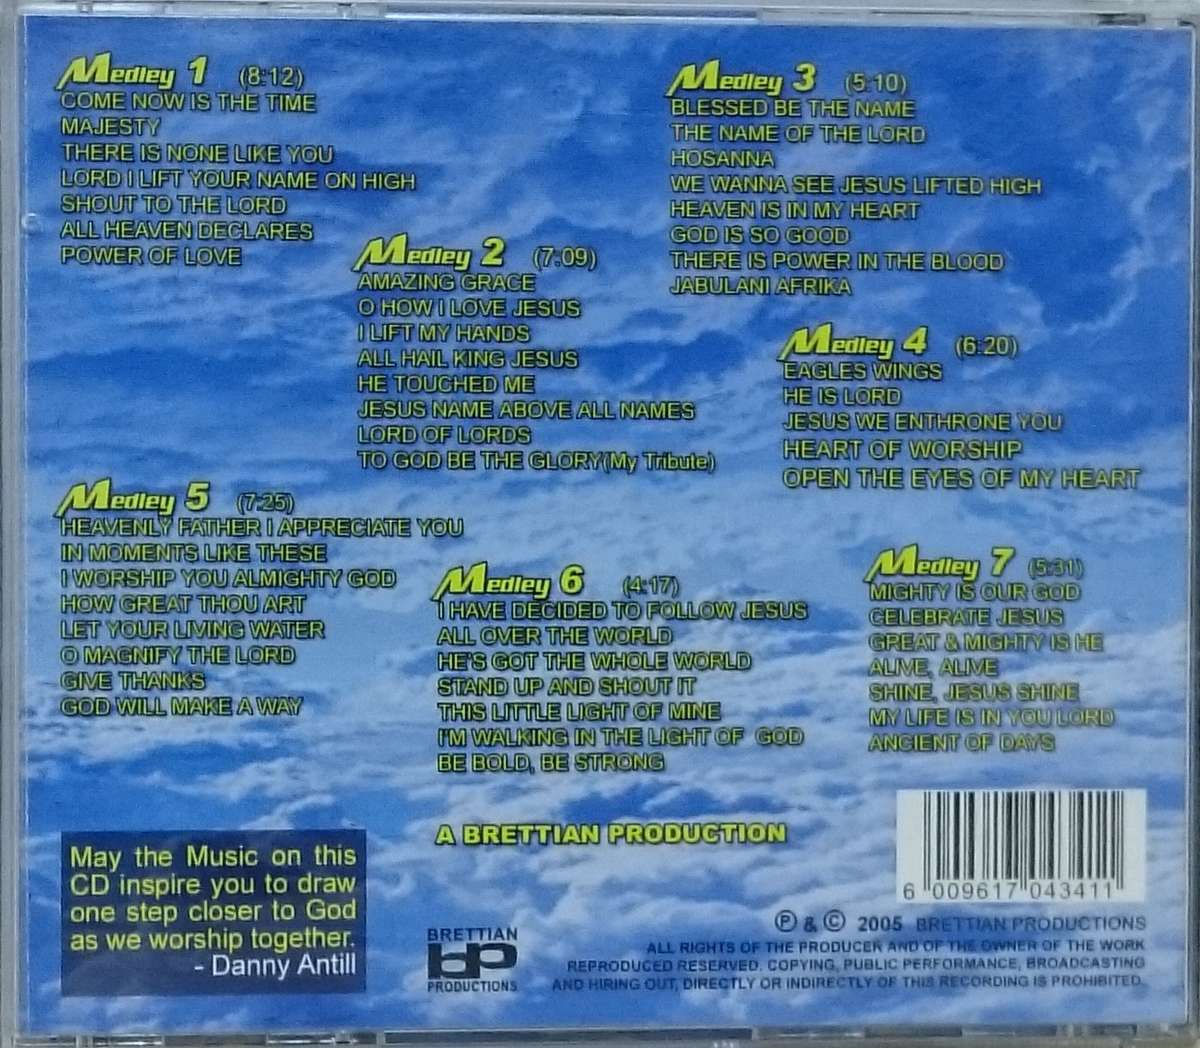 Medley 1 (8:12)
COME NOW IS THE TIME
MAJESTY
THERE IS NONE LIKE YOU
LORD I LIFT YOUR NAME ON HIGH
SHOUT TO THE LORD
ALL HEAVEN DECLARES
POWER OF LOVE
Medley 2 (7:09)
AMAZING GRACE
O HOW I LOVE JESUS
I LIFT MY HANDS
ALL HAIL KING JESUS
HE TOUCHED ME
JESUS NAME ABOVE ALL NAMES
LORD OF LORDS
TO GOD BE THE GLORY(My Tribute)
Medley 3 (5:10)
BLESSED BE THE NAME
THE NAME OF THE LORD
HOSANNA
WE WANNA SEE JESUS LIFTED HIGH
HEAVEN IS IN MY HEART
GOD IS SO GOOD
THERE IS POWER IN THE BLOOD
JABULANI AFRIKA
Medley 4 (6:20)
EAGLES WINGS
HE IS LORD
JESUS WE ENTHRONE YOU
HEART OF WORSHIP
OPEN THE EYES OF MY HEART
Medley 5 (7:25)
HEAVENLY FATHER I APPRECIATE YOU
IN MOMENTS LIKE THESE
I WORSHIP YOU ALMIGHTY GOD
HOW GREAT THOU ART
LET YOUR LIVING WATER
O MAGNIFY THE LORD
GIVE THANKS
GOD WILL MAKE A WAY
Medley 6 (4:17)
I HAVE DECIDED TO FOLLOW JESUS
ALL OVER THE WORLD
HE'S GOT THE WHOLE WORLD
STAND UP AND SHOUT IT
THIS LITTLE LIGHT OF MINE
I'M WALKING IN THE LIGHT OF GOD
BE BOLD, BE STRONG
Medley 7 (5:31)
MIGHTY IS OUR GOD
CELEBRATE JESUS
GREAT & MIGHTY IS HE
ALIVE, ALIVE
SHINE, JESUS SHINE
MY LIFE IS IN YOU LORD
ANCIENT OF DAYS
May the Music on this
CD inspire you to draw
one step closer to God
as we worship together.
- Danny Antill
A BRETTIAN PRODUCTION
BRETTIAN
bp
PRODUCTIONS
6 009617 043411
℗ & © 2005 BRETTIAN PRODUCTIONS
ALL RIGHTS OF THE PRODUCER AND OF THE OWNER OF THE WORK
REPRODUCED RESERVED. COPYING, PUBLIC PERFORMANCE, BROADCASTING
AND HIRING OUT, DIRECTLY OR INDIRECTLY OF THIS RECORDING IS PROHIBITED.